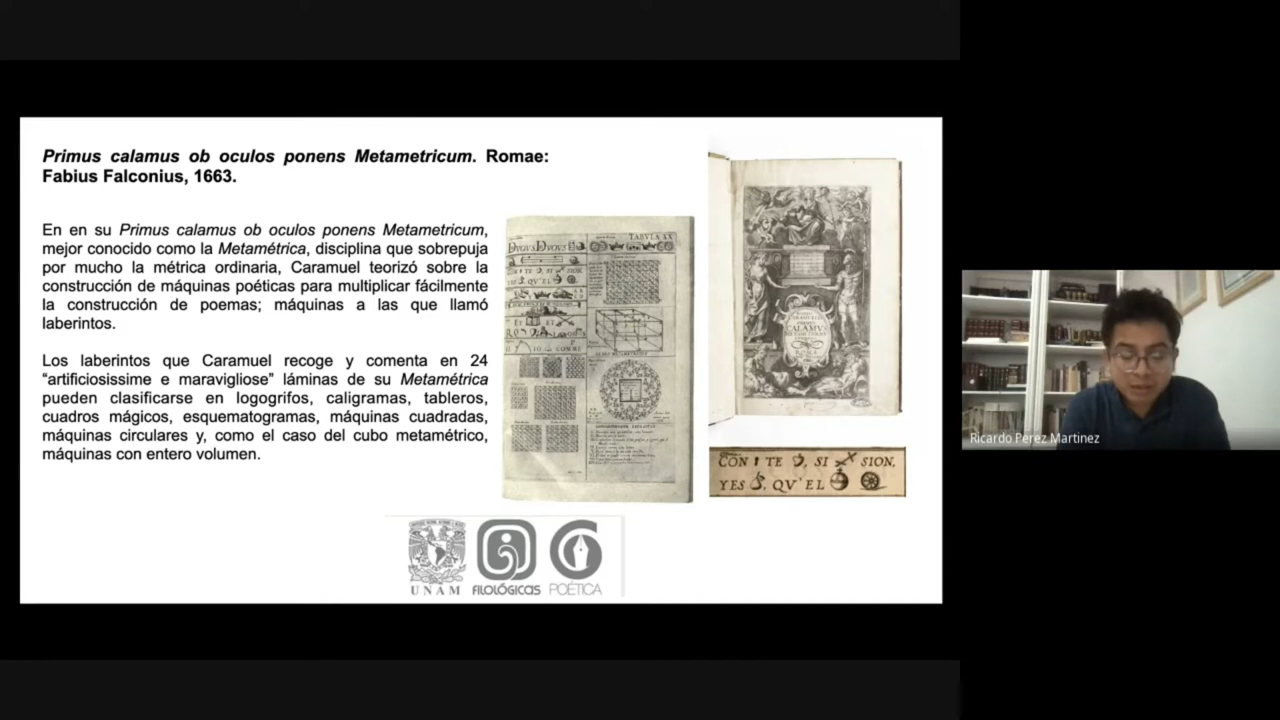 Primus calamus ob oculos ponens Metametricum. Romae:
Fabius Falconius, 1663.
En en su Primus calamus ob oculos ponens Metametricum,
mejor conocido como la Metamétrica, disciplina que sobrepuja
por mucho la métrica ordinaria, Caramuel teorizó sobre la
construcción de máquinas poéticas para multiplicar fácilmente
la construcción de poemas; máquinas a las que llamó
laberintos.
Los laberintos que Caramuel recoge y comenta en 24
“artificiosissime e maravigliose” láminas de su Metamétrica
pueden clasificarse en logogrifos, caligramas, tableros,
cuadros mágicos, esquematogramas, máquinas cuadradas,
máquinas circulares y, como el caso del cubo metamétrico,
máquinas con entero volumen.
TABVLA XX
CALAMVS
CON TE SI SION,
YES QV'EL
UNAM
FILOLÓGICAS
POÉTICA
Ricardo Perez Martinez